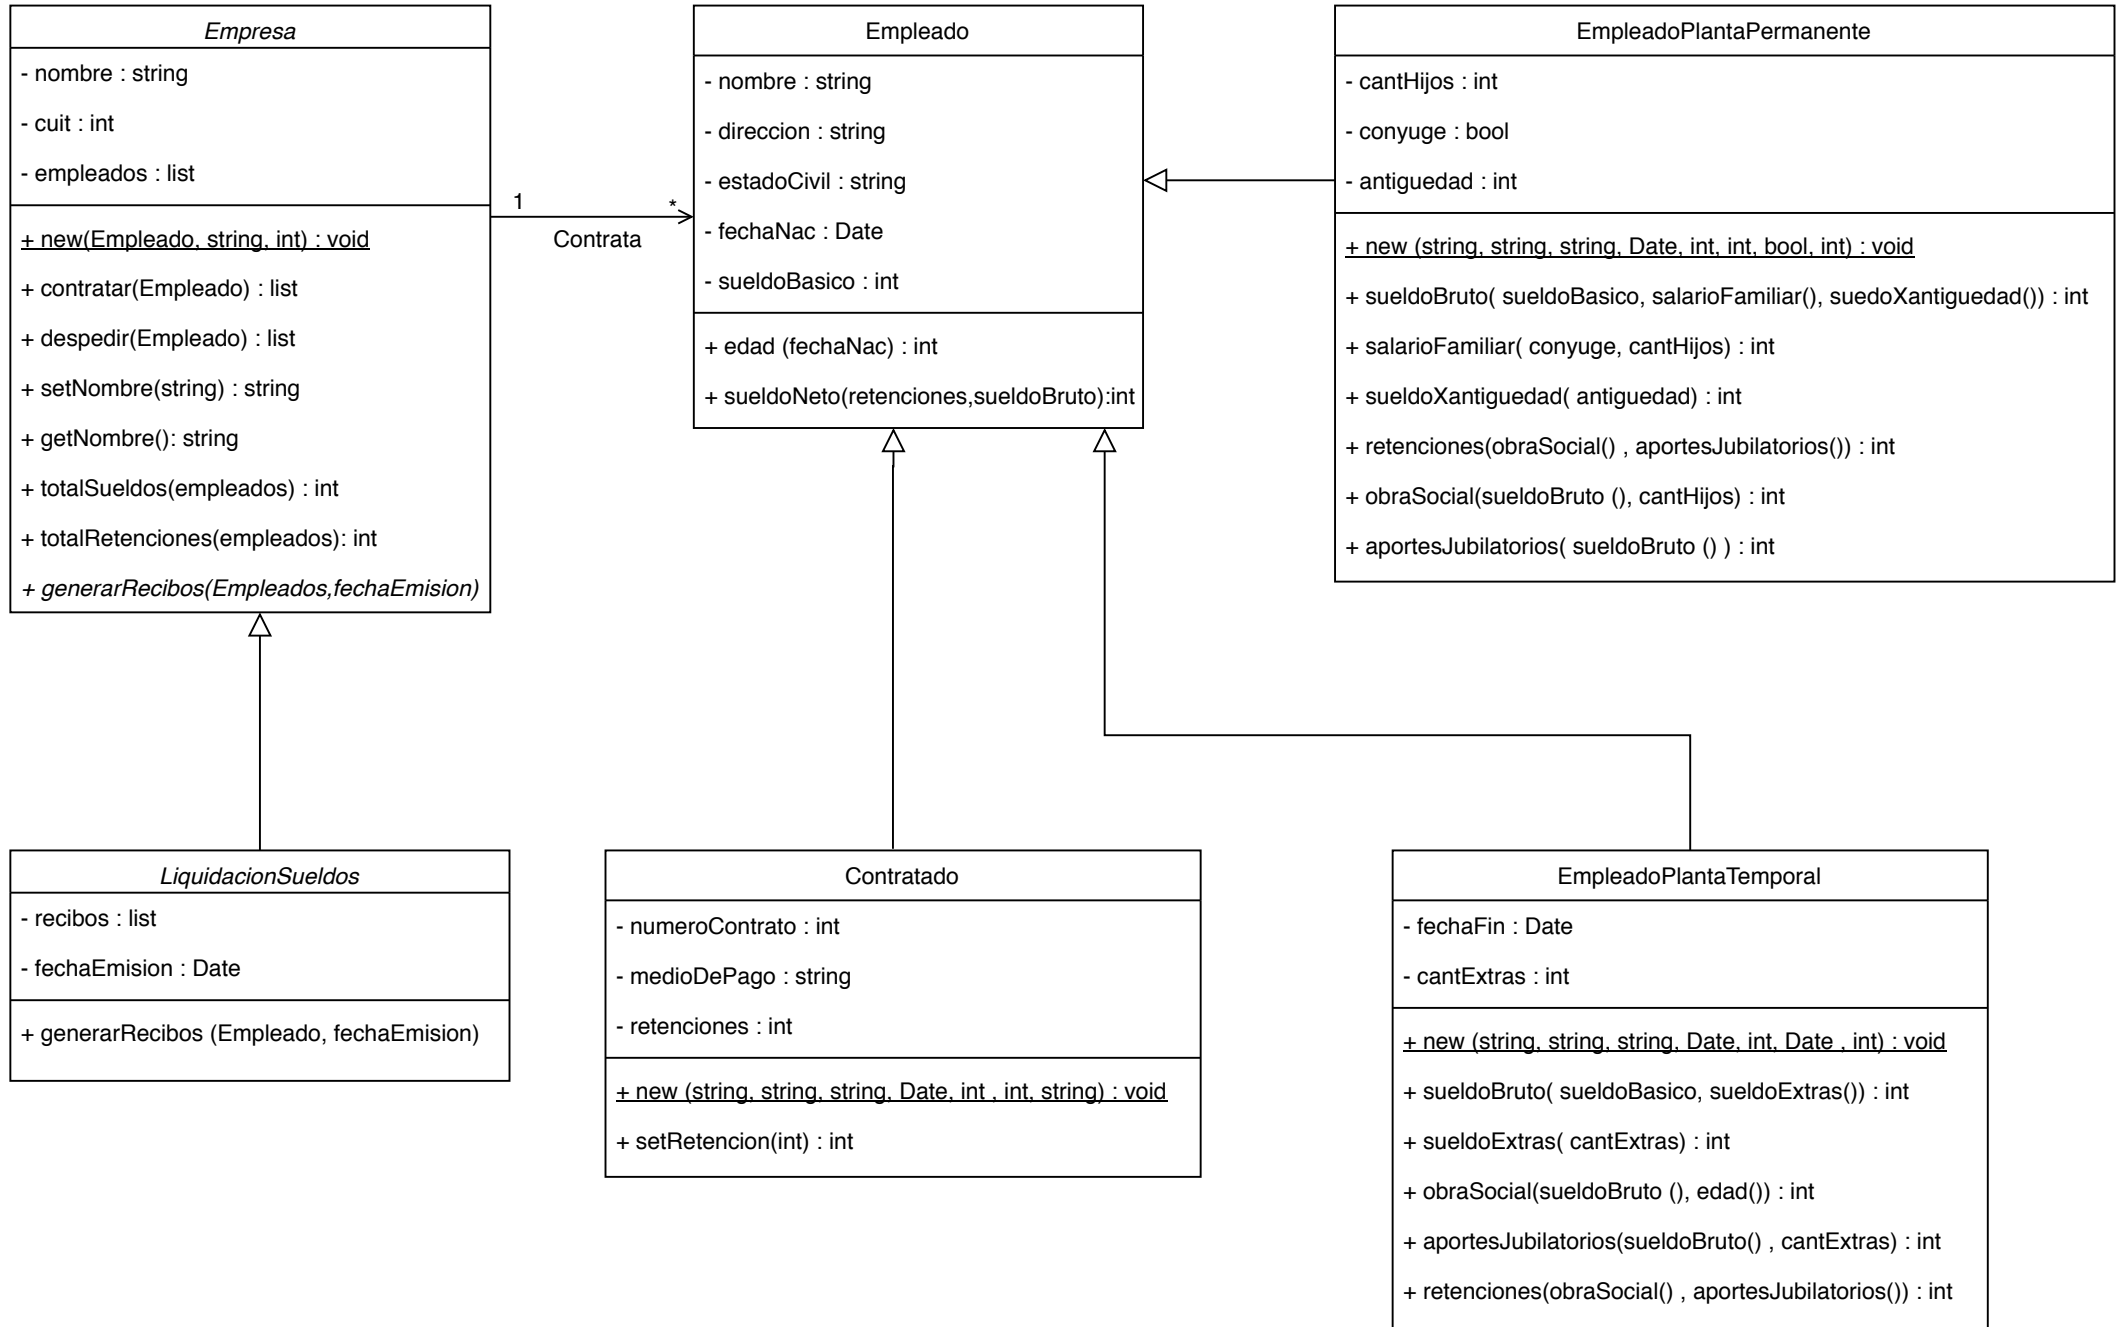 Empresa
- nombre : string
- cuit : int
- empleados : list
+ new(Empleado, string, int) : void
+ contratar(Empleado) : list
+ despedir(Empleado) : list
+ setNombre(string) : string
+ getNombre(): string
+ totalSueldos(empleados) : int
+ totalRetenciones(empleados): int
+ generarRecibos(Empleados,fechaEmision)
1
*
Contrata
Empleado
- nombre : string
- direccion : string
- estadoCivil : string
- fechaNac : Date
- sueldoBasico : int
+ edad (fechaNac) : int
+ sueldoNeto(retenciones,sueldoBruto):int
EmpleadoPlantaPermanente
- cantHijos : int
- conyuge : bool
- antiguedad : int
+ new (string, string, string, Date, int, int, bool, int) : void
+ sueldoBruto( sueldoBasico, salarioFamiliar(), suedoXantiguedad()) : int
+ salarioFamiliar( conyuge, cantHijos) : int
+ sueldoXantiguedad( antiguedad) : int
+ retenciones(obraSocial() , aportesJubilatorios()) : int
+ obraSocial(sueldoBruto (), cantHijos) : int
+ aportesJubilatorios( sueldoBruto () ) : int
LiquidacionSueldos
- recibos : list
- fechaEmision : Date
+ generarRecibos (Empleado, fechaEmision)
Contratado
- numeroContrato : int
- medioDePago : string
- retenciones : int
+ new (string, string, string, Date, int , int, string) : void
+ setRetencion(int) : int
EmpleadoPlantaTemporal
- fechaFin : Date
- cantExtras : int
+ new (string, string, string, Date, int, Date , int) : void
+ sueldoBruto( sueldoBasico, sueldoExtras()) : int
+ sueldoExtras( cantExtras) : int
+ obraSocial(sueldoBruto (), edad()) : int
+ aportesJubilatorios(sueldoBruto() , cantExtras) : int
+ retenciones(obraSocial() , aportesJubilatorios()) : int